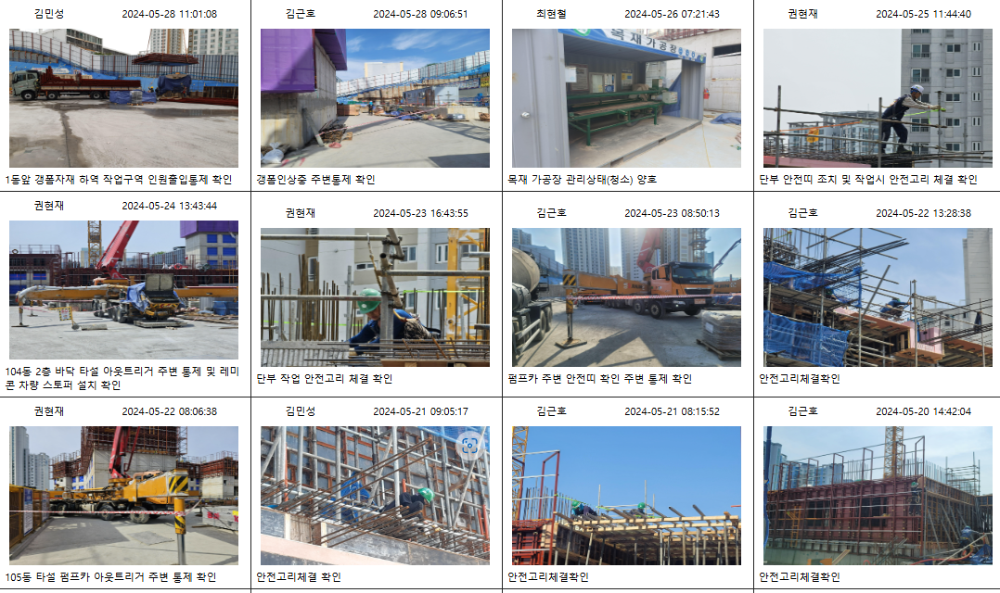 김민성 2024-05-28 11:01:08
김근호 2024-05-28 09:06:51
최현철 2024-05-26 07:21:43
권현재 2024-05-25 11:44:40
목재가공장
1동앞 갱폼자재 하역 작업구역 인원출입통제 확인
갱폼인상중 주변통제 확인
목재 가공장 관리상태(청소) 양호
단부 안전띠 조치 및 작업시 안전고리 체결 확인
권현재 2024-05-24 13:43:44
권현재 2024-05-23 16:43:55
김근호 2024-05-23 08:50:13
김근호 2024-05-22 13:28:38
104동 2층 바닥 타설 아웃트리거 주변 통제 및 레미
콘 차량 스토퍼 설치 확인
단부 작업 안전고리 체결 확인
펌프카 주변 안전띠 확인 주변 통제 확인
안전고리체결확인
권현재 2024-05-22 08:06:38
김민성 2024-05-21 09:05:17
김근호 2024-05-21 08:15:52
김근호 2024-05-20 14:42:04
105동 타설 펌프카 아웃트리거 주변 통제 확인
안전고리체결 확인
안전고리체결확인
안전고리체결확인